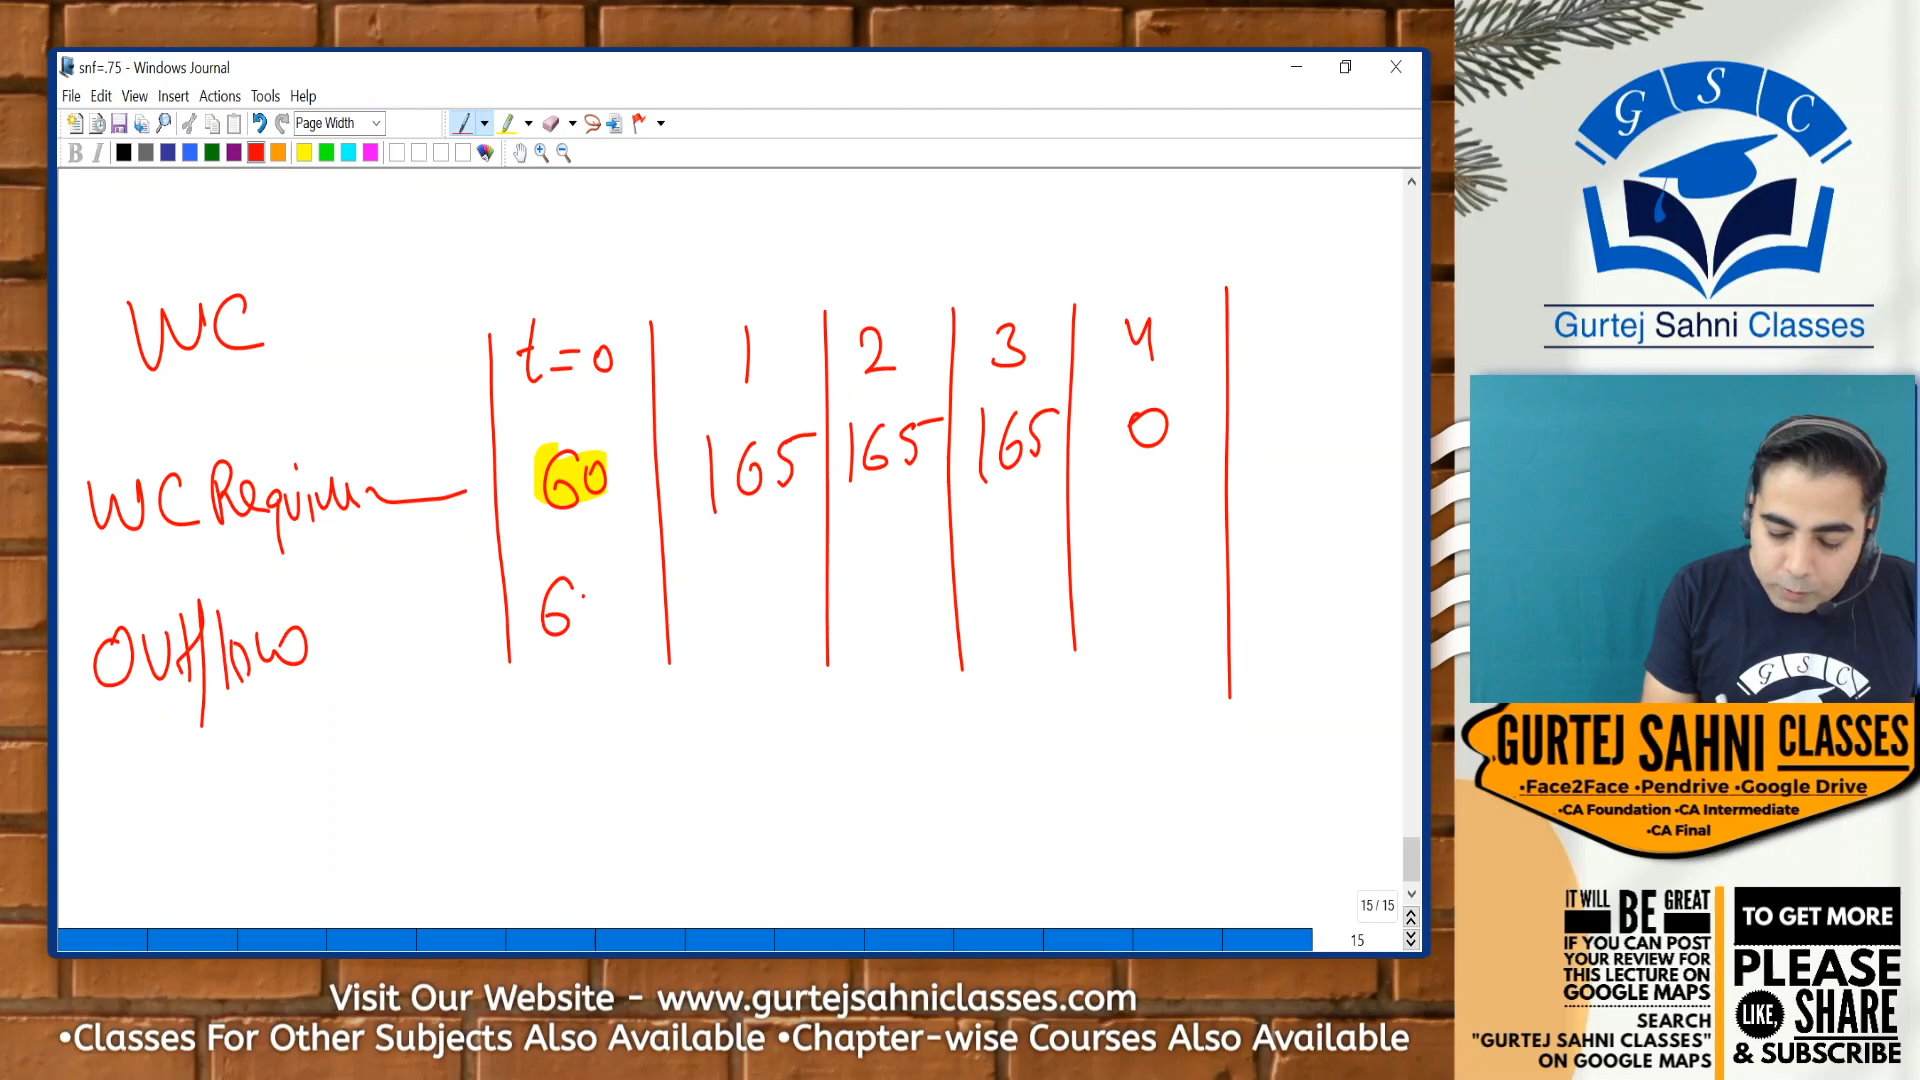 snf=.75 - Windows Journal
File Edit View Insert Actions Tools Help
Page Width
B I
WC
t=0 1 2 3 4
WC Requirem 60 165 165 165 0
Outflow 6
15 / 15
15
G S C
Gurtej Sahni Classes
G S C
GURTEJ SAHNI CLASSES
•Face2Face •Pendrive •Google Drive
•CA Foundation •CA Intermediate
•CA Final
IT WILL BE GREAT
IF YOU CAN POST
YOUR REVIEW FOR
THIS LECTURE ON
GOOGLE MAPS
SEARCH
"GURTEJ SAHNI CLASSES"
ON GOOGLE MAPS
TO GET MORE
PLEASE
LIKE, SHARE
& SUBSCRIBE
Visit Our Website - www.gurtejsahniclasses.com
•Classes For Other Subjects Also Available •Chapter-wise Courses Also Available